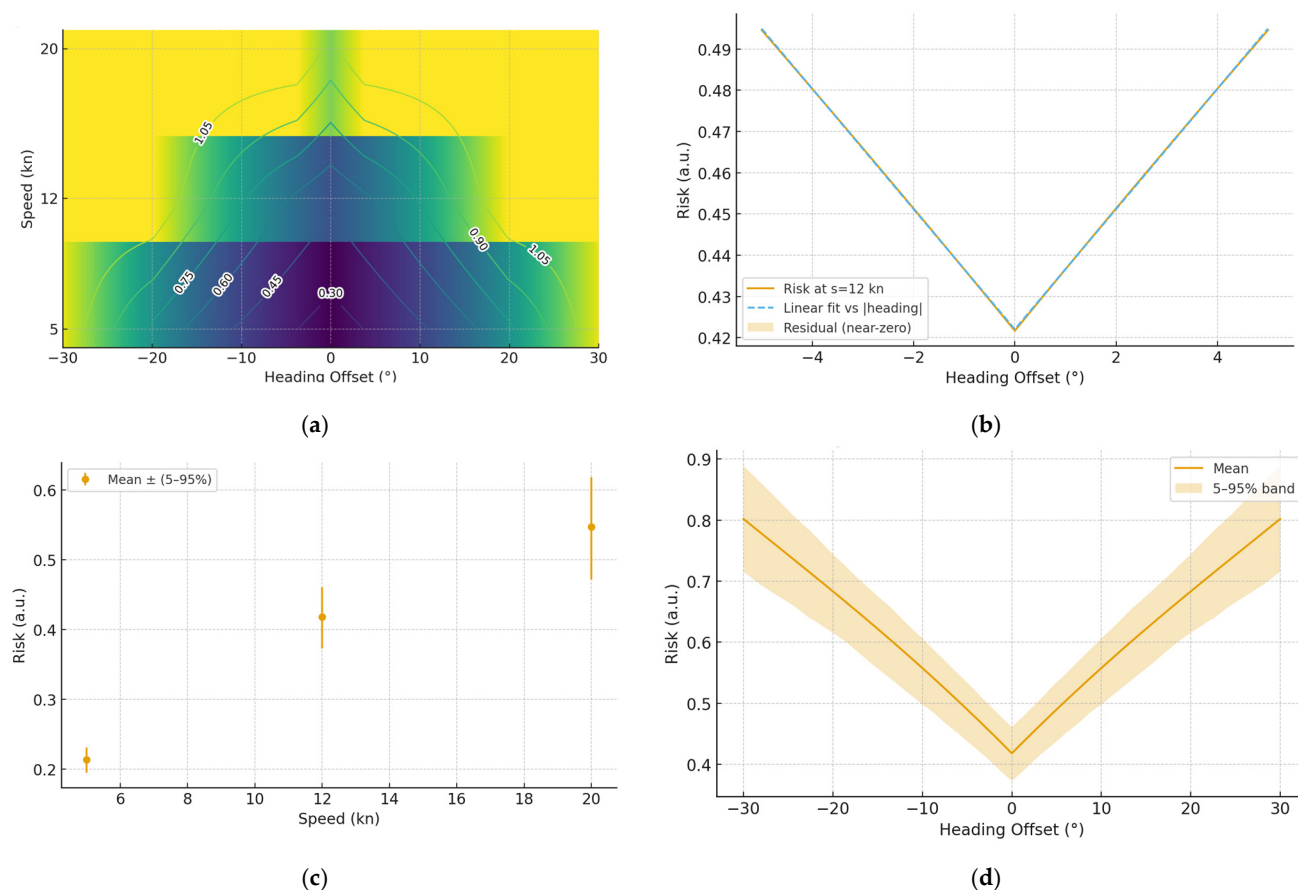 20
12
5
Speed (kn)
1.05
0.90
1.05
0.75
0.60
0.45
0.30
−30 −20 −10 0 10 20 30
Heading Offset (°)
(a)
0.49
0.48
0.47
0.46
0.45
0.44
0.43
0.42
Risk (a.u.)
Risk at s=12 kn
Linear fit vs |heading|
Residual (near-zero)
−4 −2 0 2 4
Heading Offset (°)
(b)
Mean ± (5–95%)
0.6
0.5
0.4
0.3
0.2
Risk (a.u.)
6 8 10 12 14 16 18 20
Speed (kn)
(c)
0.9
0.8
0.7
0.6
0.5
0.4
Risk (a.u.)
Mean
5–95% band
−30 −20 −10 0 10 20 30
Heading Offset (°)
(d)